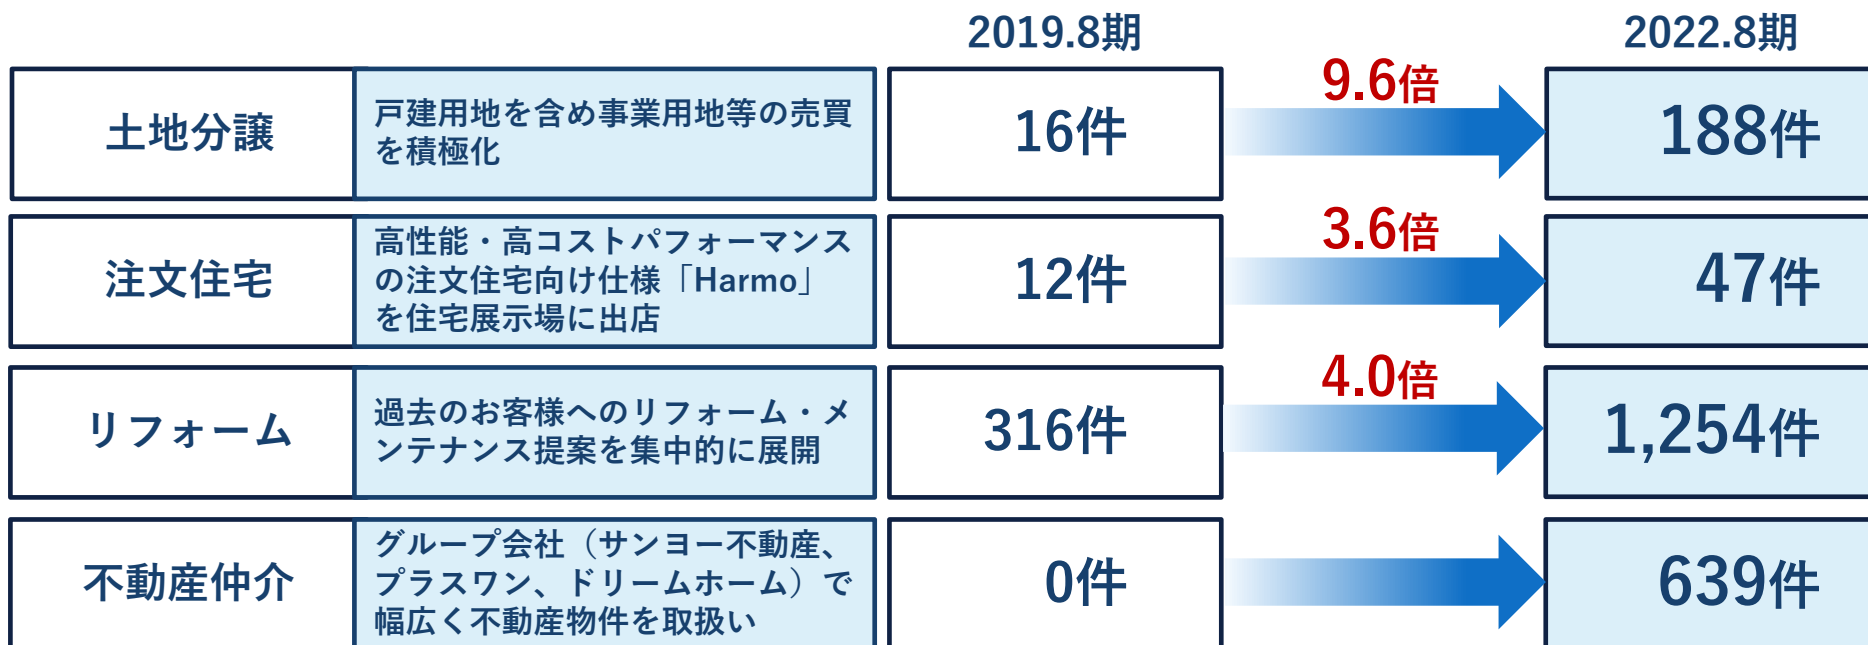 2019.8期
2022.8期
土地分譲
戸建用地を含め事業用地等の売買
を積極化
16件
9.6倍
188件
注文住宅
高性能・高コストパフォーマンス
の注文住宅向け仕様「Harmo」
を住宅展示場に出店
12件
3.6倍
47件
リフォーム
過去のお客様へのリフォーム・メ
ンテナンス提案を集中的に展開
316件
4.0倍
1,254件
不動産仲介
グループ会社（サンヨー不動産、
プラスワン、ドリームホーム）で
幅広く不動産物件を取扱い
0件
639件